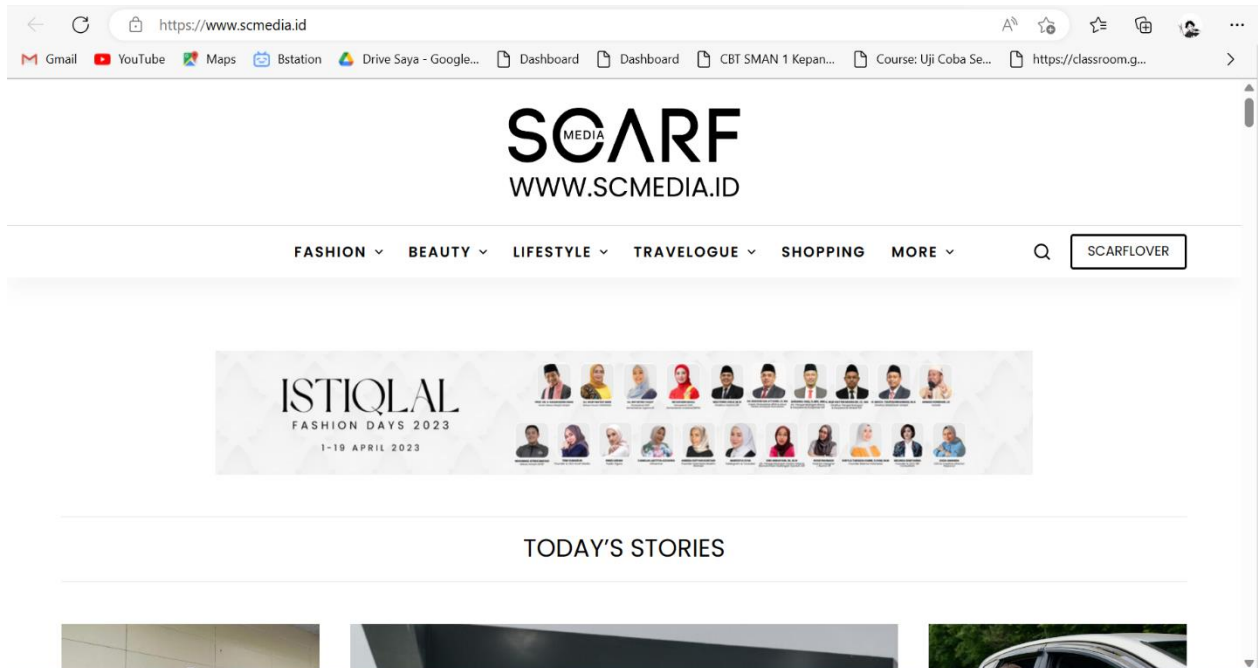 https://www.scmedia.id
Gmail YouTube Maps Bstation Drive Saya - Google... Dashboard Dashboard CBT SMAN 1 Kepan... Course: Uji Coba Se... https://classroom.g...
SCARF
MEDIA
WWW.SCMEDIA.ID
FASHION BEAUTY LIFESTYLE TRAVELOGUE SHOPPING MORE SCARFLOVER
ISTIQLAL
FASHION DAYS 2023
1-19 APRIL 2023
TODAY'S STORIES